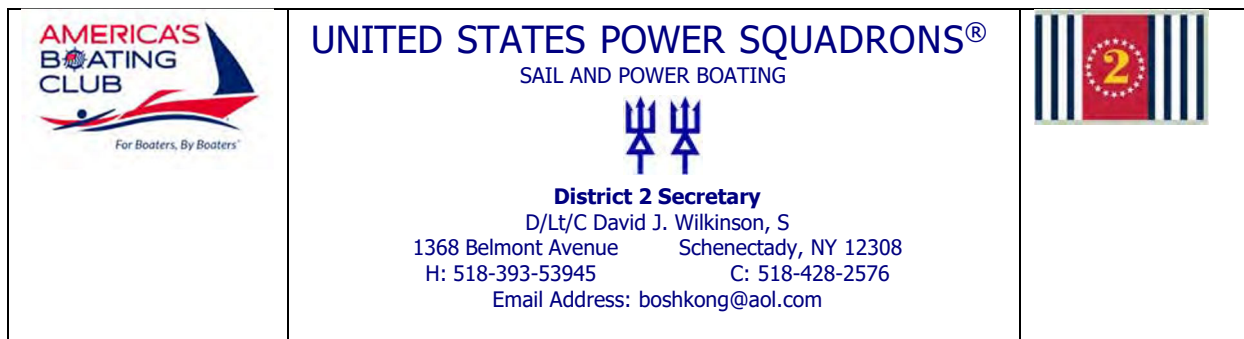 AMERICA'S
BOATING
CLUB
For Boaters, By Boaters
UNITED STATES POWER SQUADRONS®
SAIL AND POWER BOATING
District 2 Secretary
D/Lt/C David J. Wilkinson, S
1368 Belmont Avenue Schenectady, NY 12308
H: 518-393-53945 C: 518-428-2576
Email Address: boshkong@aol.com
2